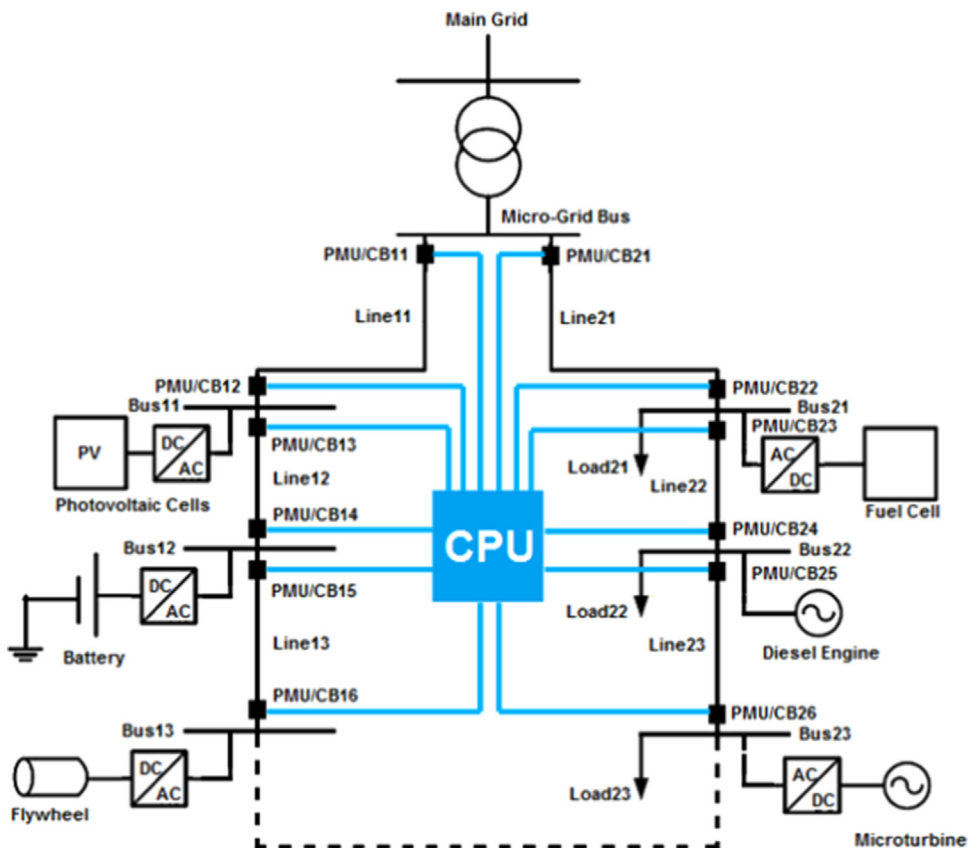 Main Grid
Micro-Grid Bus
PMU/CB11
PMU/CB21
Line11
Line21
PMU/CB12
PMU/CB22
Bus11
Bus21
PV
DC
AC
PMU/CB13
PMU/CB23
AC
DC
Load21
Line12
Line22
Photovoltaic Cells
Fuel Cell
PMU/CB14
PMU/CB24
CPU
Bus12
Bus22
DC
AC
PMU/CB15
PMU/CB25
Load22
Battery
Line13
Line23
Diesel Engine
PMU/CB16
PMU/CB26
Bus13
Bus23
DC
AC
AC
DC
Load23
Flywheel
Microturbine